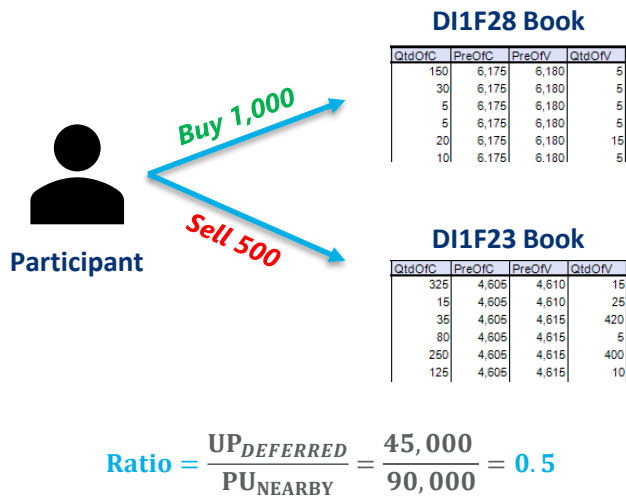 DI1F28 Book
QtdOfC PreOfC PreOfV QtdOfV
150 6,175 6,180 5
30 6,175 6,180 5
5 6,175 6,180 5
5 6,175 6,180 5
20 6,175 6,180 15
10 6.175 6.180 5
Buy 1,000
Sell 500
Participant
DI1F23 Book
QtdOfC PreOfC PreOfV QtdOfV
325 4,605 4,610 15
15 4,605 4,610 25
35 4,605 4,615 420
80 4,605 4,615 5
250 4,605 4,615 400
125 4,605 4,615 10
Ratio = UP_DEFERRED / PU_NEARBY = 45,000 / 90,000 = 0.5